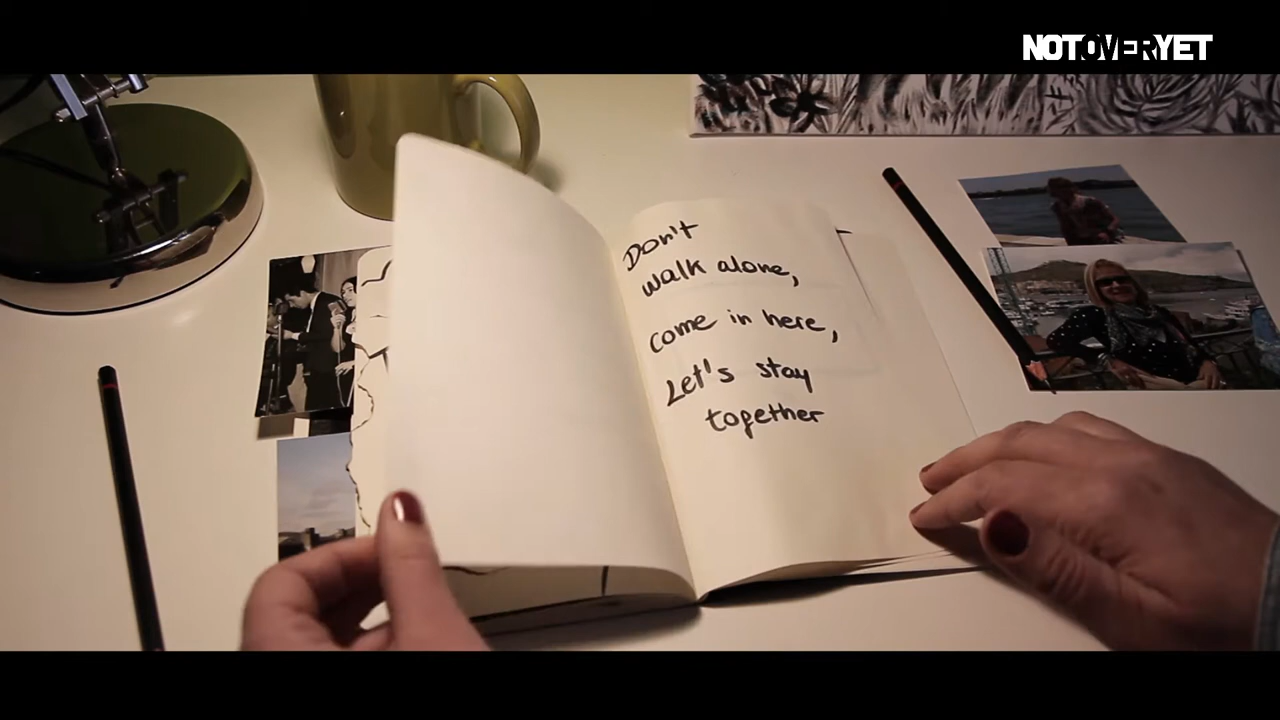 NOTOVERYET
Don't
walk alone,
come in here,
Let's stay
together